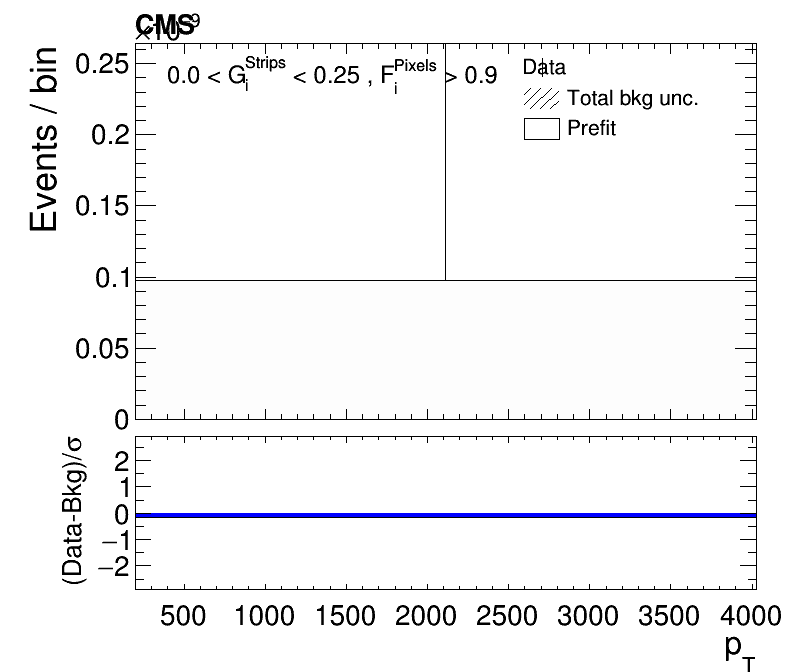 CMS
×10⁻⁹
0.0 < G_i^Strips < 0.25 , F_i^Pixels > 0.9
Data
Total bkg unc.
Prefit
Events / bin
0.25
0.2
0.15
0.1
0.05
0
(Data-Bkg)/σ
2
1
0
−1
−2
500 1000 1500 2000 2500 3000 3500 4000
p_T